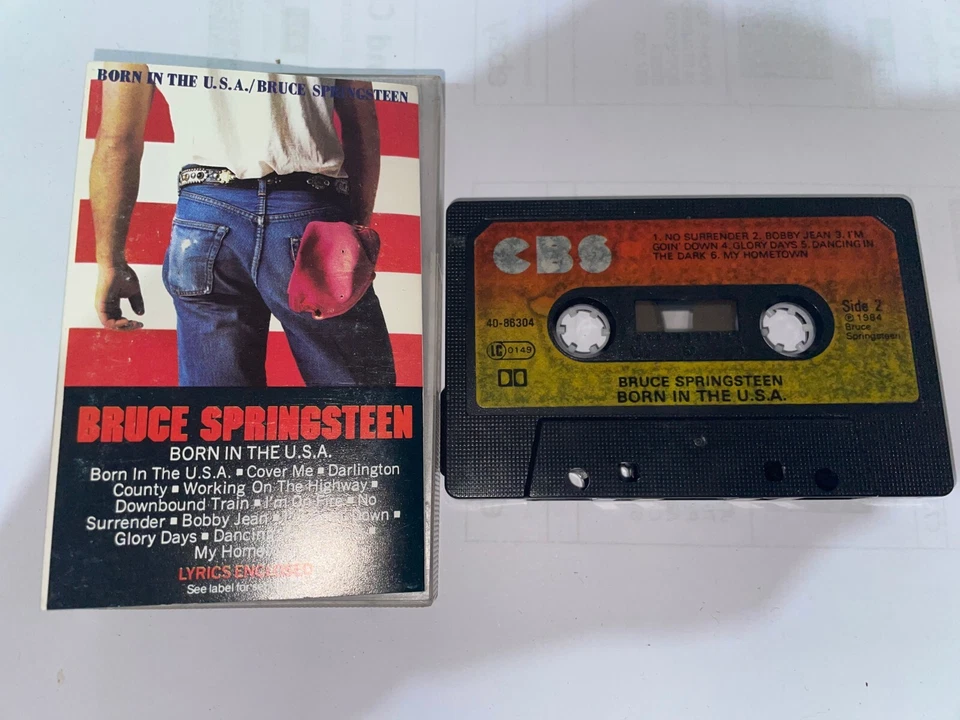 BORN IN THE U.S.A./BRUCE SPRINGSTEEN
BRUCE SPRINGSTEEN
BORN IN THE U.S.A.
Born In The U.S.A. ■ Cover Me ■ Darlington
County ■ Working On The Highway ■
Downbound Train ■ I'm On Fire ■ No
Surrender ■ Bobby Jean ■ Down ■
Glory Days ■
My
LYRICS ENCLOSED
See label for
CBS
1. NO SURRENDER 2. BOBBY JEAN 3. I'M
GOIN' DOWN 4. GLORY DAYS 5. DANCING IN
THE DARK 6. MY HOMETOWN
40-86304
LC 0149
Side 2
℗ 1984
Bruce
Springsteen
BRUCE SPRINGSTEEN
BORN IN THE U.S.A.